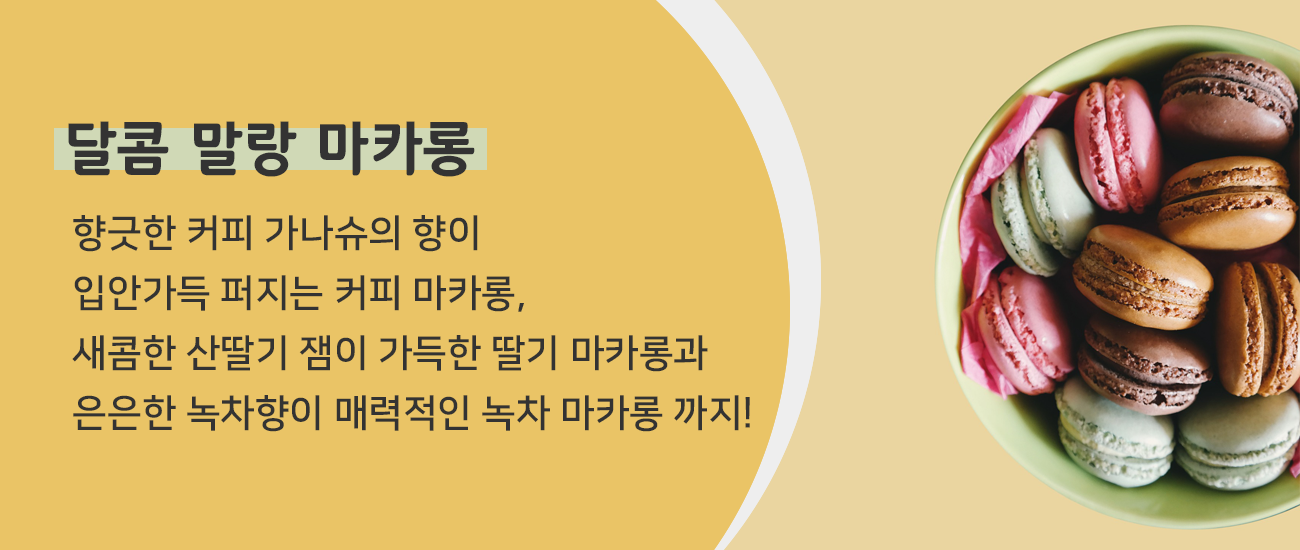 달콤 말랑 마카롱
향긋한 커피 가나슈의 향이
입안가득 퍼지는 커피 마카롱,
새콤한 산딸기 잼이 가득한 딸기 마카롱과
은은한 녹차향이 매력적인 녹차 마카롱 까지!